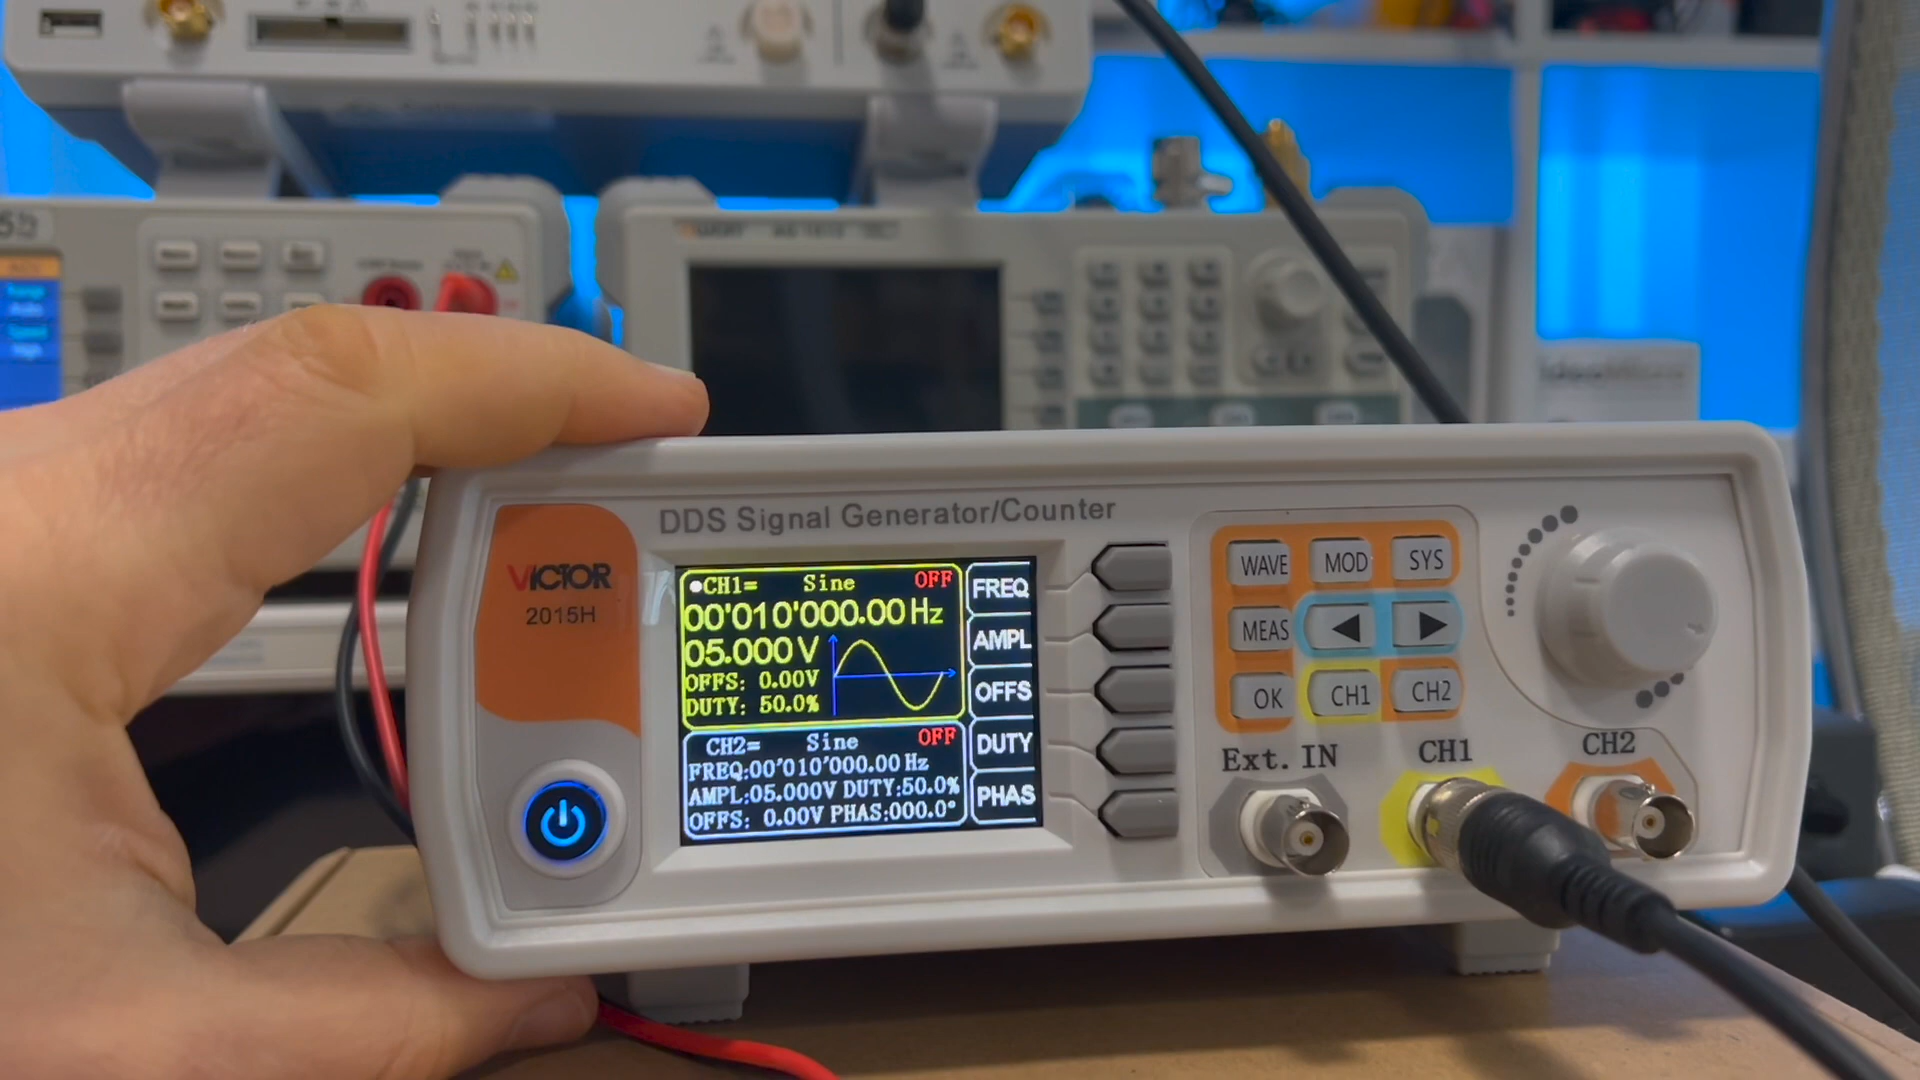 DDS Signal Generator/Counter
VICTOR
2015H
CH1= Sine OFF
00'010'000.00 Hz
05.000 V
OFFS: 0.00V
DUTY: 50.0%
CH2= Sine OFF
FREQ:00'010'000.00 Hz
AMPL:05.000V DUTY:50.0%
OFFS: 0.00V PHAS:000.0°
FREQ
AMPL
OFFS
DUTY
PHAS
WAVE MOD SYS
MEAS
OK CH1 CH2
Ext. IN
CH1
CH2